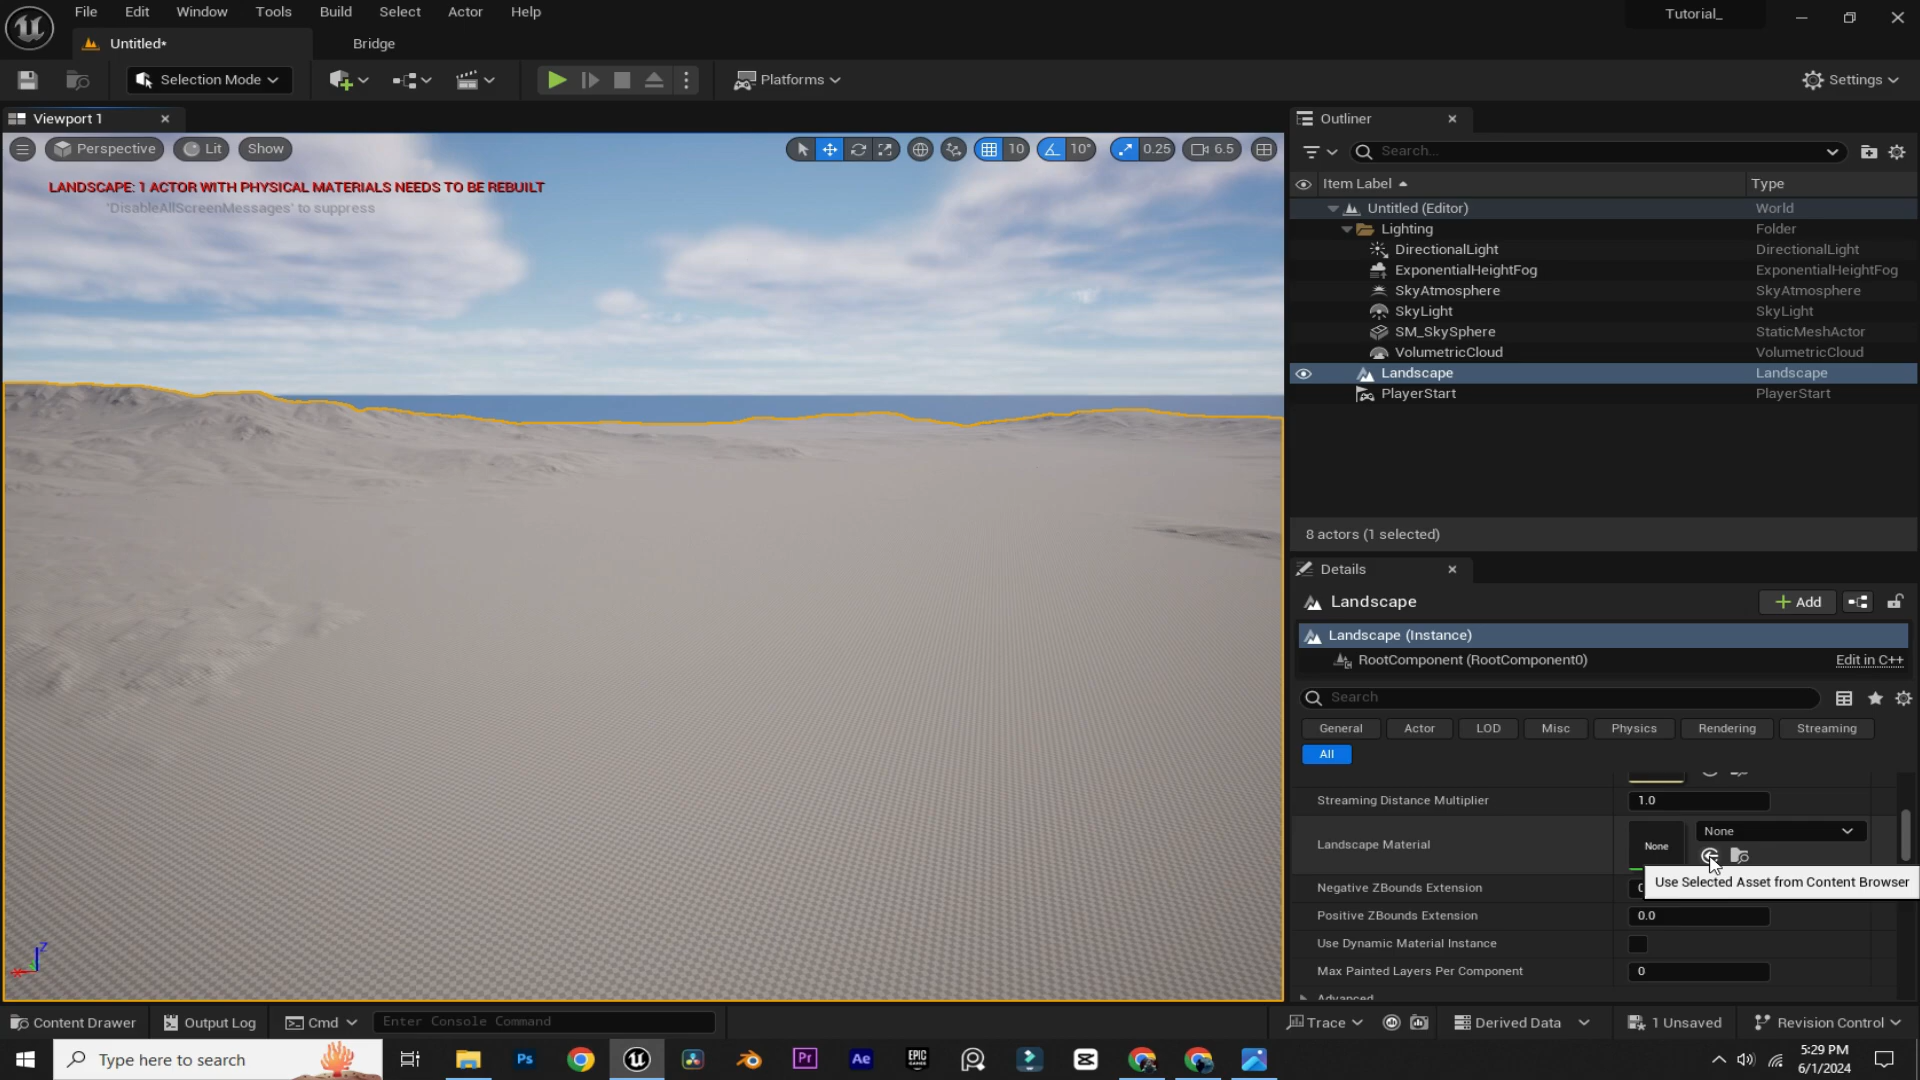 File Edit Window Tools Build Select Actor Help Tutorial_
Untitled* Bridge
Selection Mode Platforms Settings
Viewport 1 Outliner
Perspective Lit Show 10 10° 0.25 6.5 Search...
LANDSCAPE: 1 ACTOR WITH PHYSICAL MATERIALS NEEDS TO BE REBUILT
'DisableAllScreenMessages' to suppress
Item Label Type
Untitled (Editor) World
Lighting Folder
DirectionalLight DirectionalLight
ExponentialHeightFog ExponentialHeightFog
SkyAtmosphere SkyAtmosphere
SkyLight SkyLight
SM_SkySphere StaticMeshActor
VolumetricCloud VolumetricCloud
Landscape Landscape
PlayerStart PlayerStart
8 actors (1 selected)
Details
Landscape Add
Landscape (Instance)
RootComponent (RootComponent0) Edit in C++
Search
General Actor LOD Misc Physics Rendering Streaming
All
Streaming Distance Multiplier 1.0
Landscape Material None None
Use Selected Asset from Content Browser
Negative ZBounds Extension
Positive ZBounds Extension 0.0
Use Dynamic Material Instance
Max Painted Layers Per Component 0
Advanced
Z
Content Drawer Output Log Cmd Enter Console Command Trace Derived Data 1 Unsaved Revision Control
Type here to search Ps Pr Ae EPIC GAMES 5:29 PM
6/1/2024